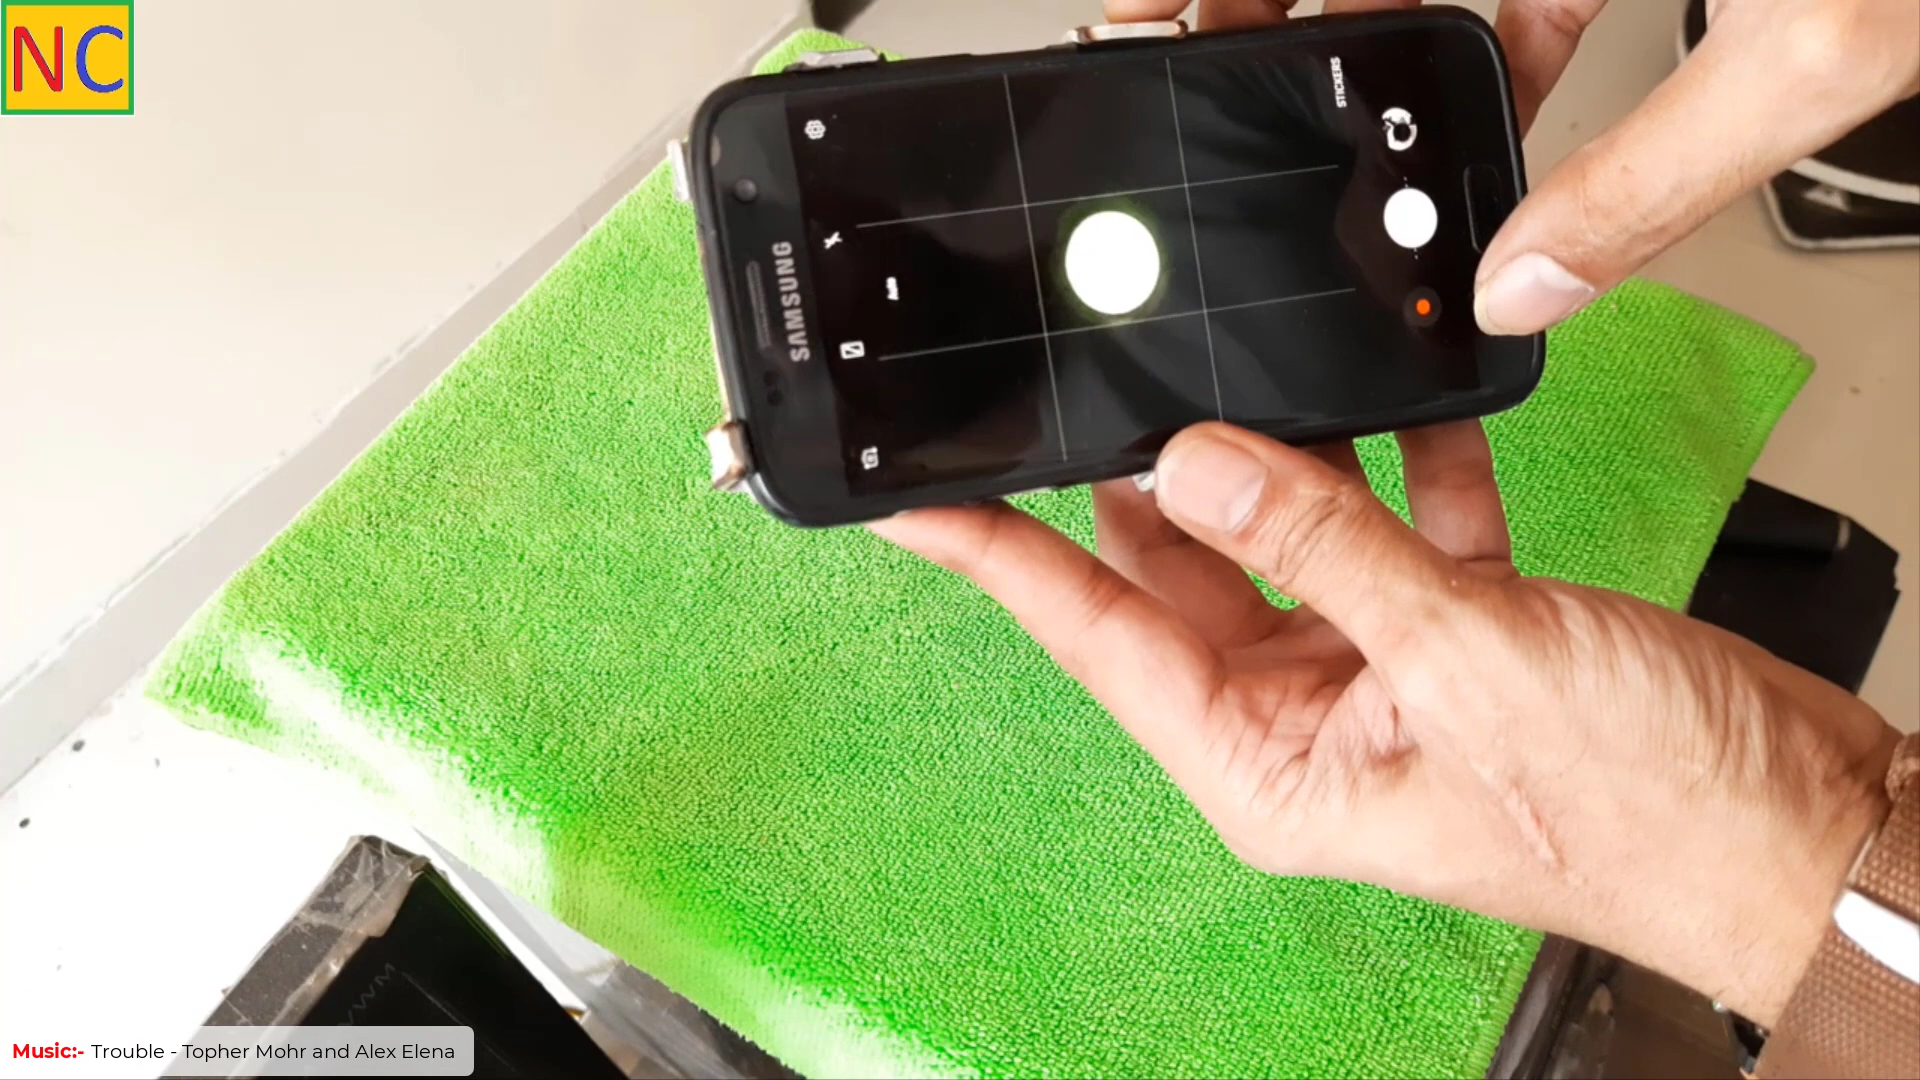 NC
STICKERS
Auto
SAMSUNG
Music:- Trouble - Topher Mohr and Alex Elena